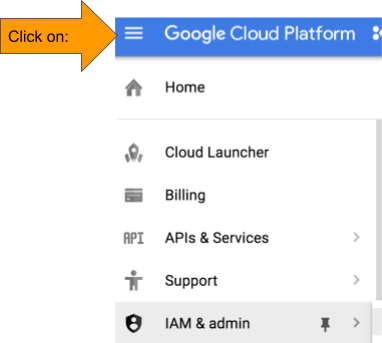 Click on:
Google Cloud Platform
Home
Cloud Launcher
Billing
API APIs & Services
Support
IAM & admin